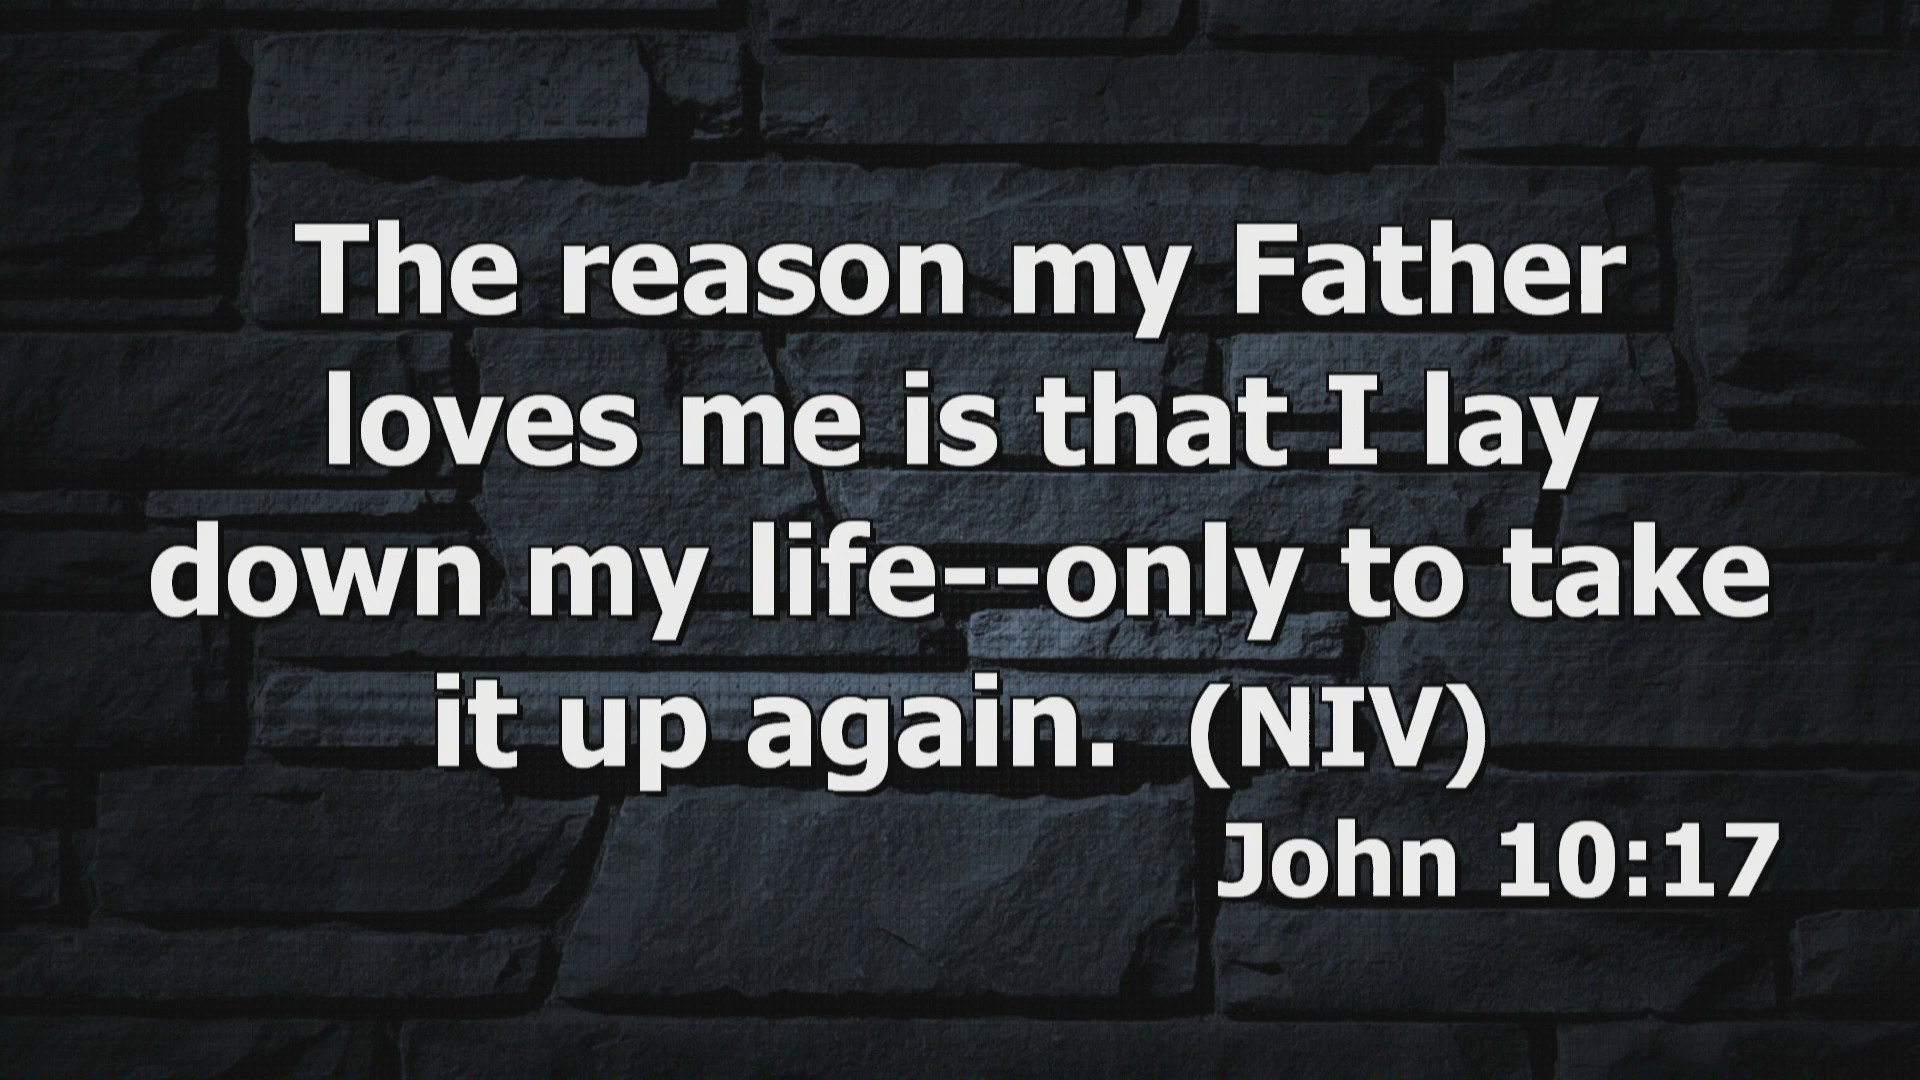 The reason my Father
loves me is that I lay
down my life--only to take
it up again.  (NIV)
John 10:17